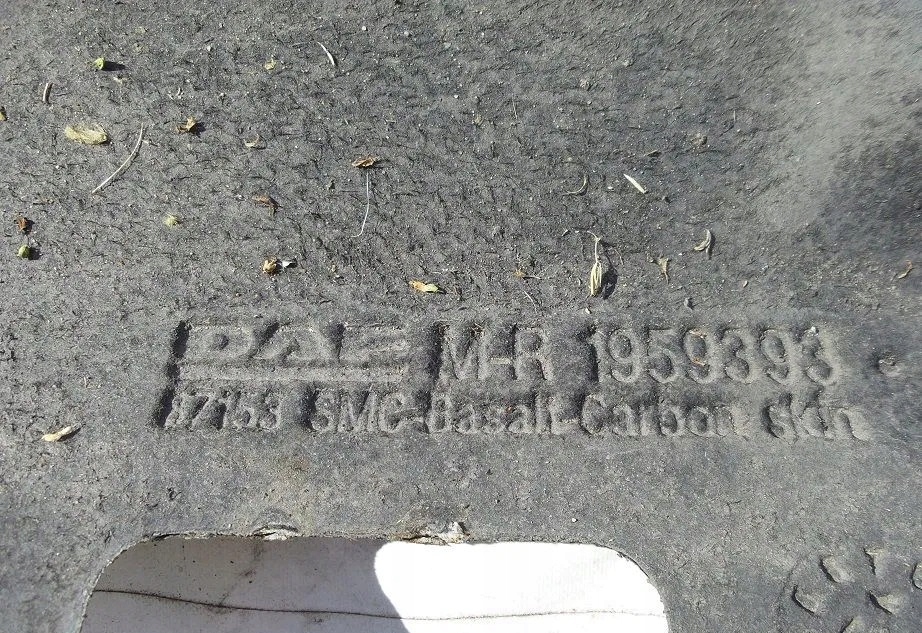 DAF M-R 1959393
87153 SMC-Basalt-Carbon skin